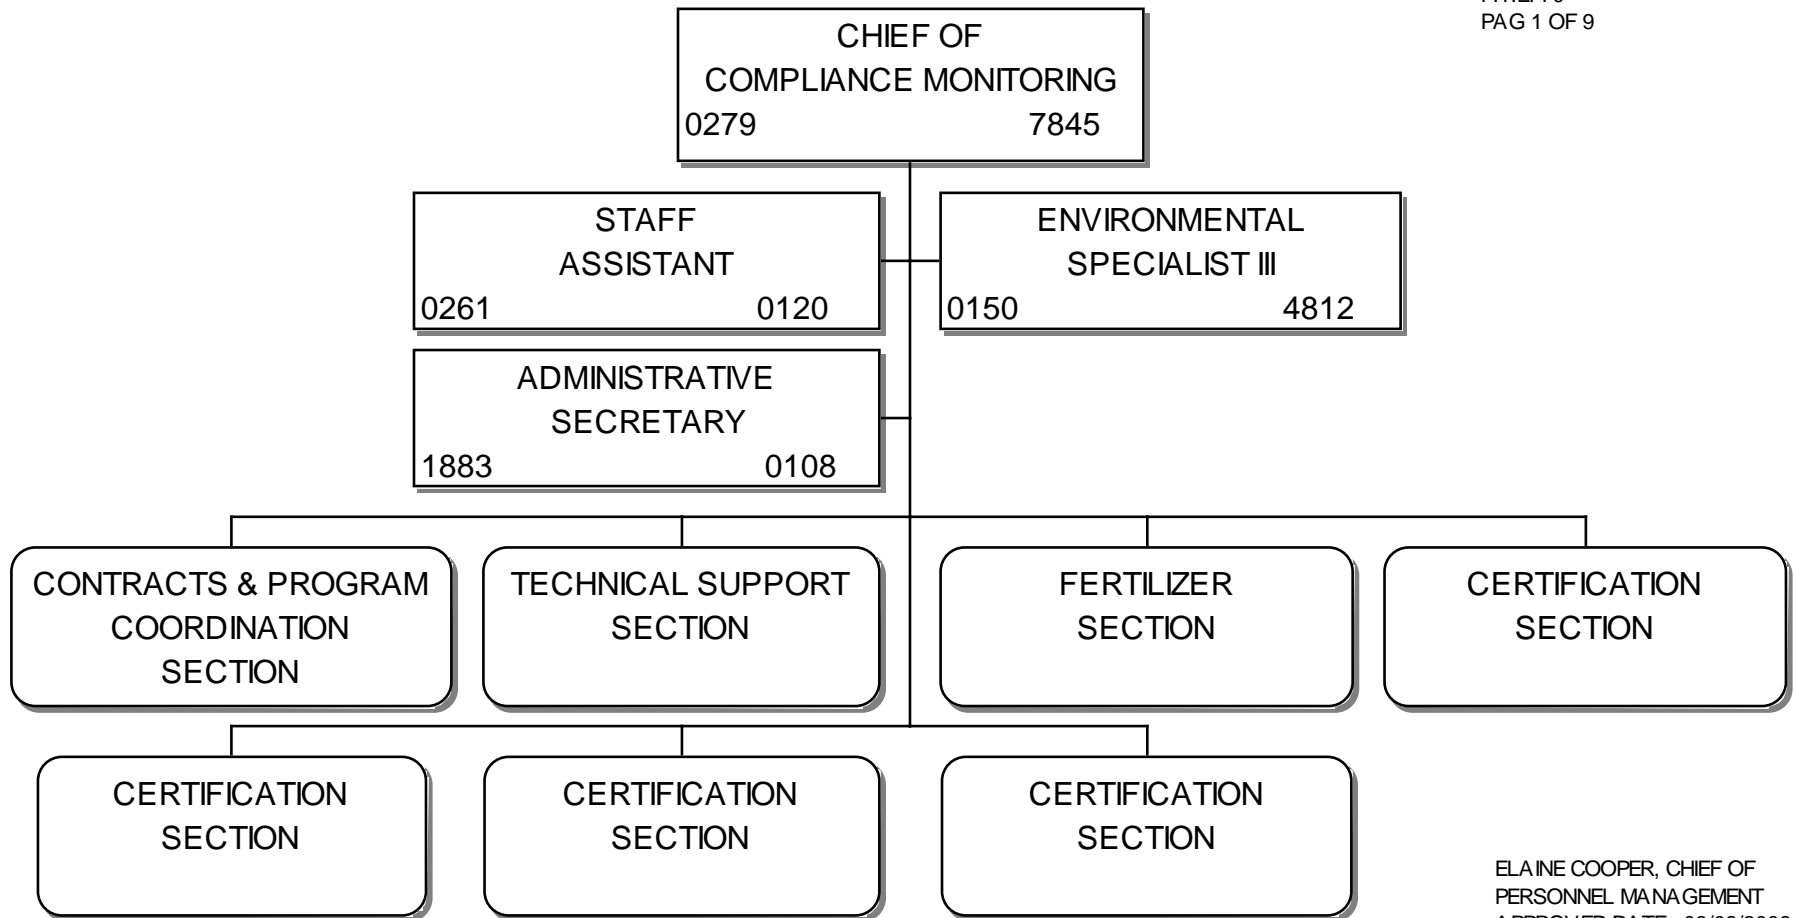 PAG 1 OF 9
CHIEF OF
COMPLIANCE MONITORING
0279 7845
STAFF
ASSISTANT
0261 0120
ENVIRONMENTAL
SPECIALIST III
0150 4812
ADMINISTRATIVE
SECRETARY
1883 0108
CONTRACTS & PROGRAM
COORDINATION
SECTION
TECHNICAL SUPPORT
SECTION
FERTILIZER
SECTION
CERTIFICATION
SECTION
CERTIFICATION
SECTION
CERTIFICATION
SECTION
CERTIFICATION
SECTION
ELAINE COOPER, CHIEF OF
PERSONNEL MANAGEMENT
APPROVED DATE